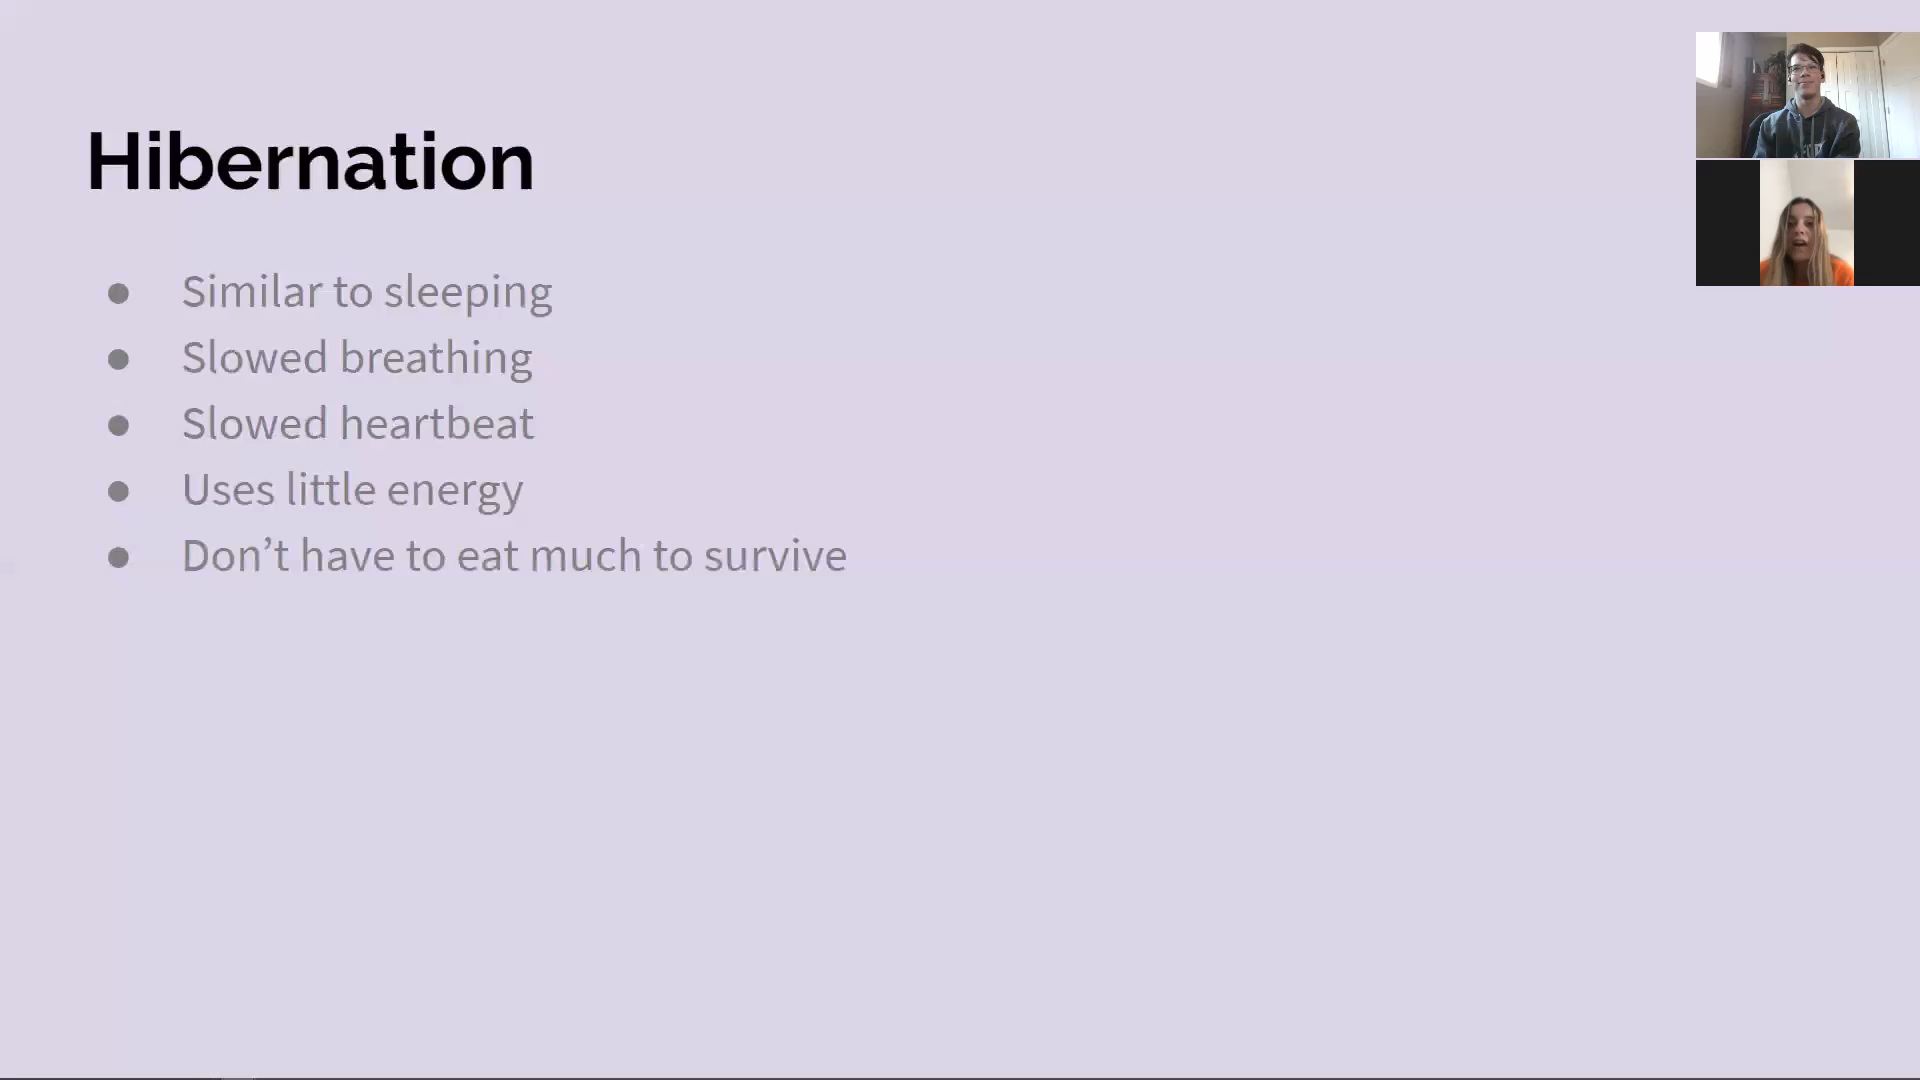 Hibernation
● Similar to sleeping
● Slowed breathing
● Slowed heartbeat
● Uses little energy
● Don’t have to eat much to survive